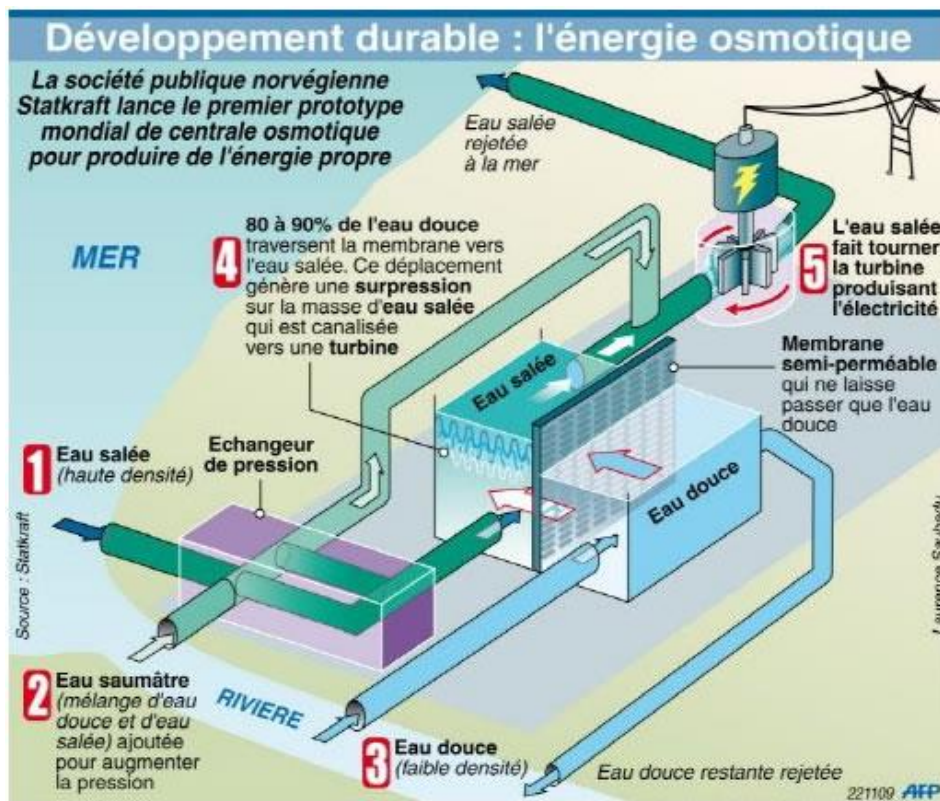 Développement durable : l'énergie osmotique
La société publique norvégienne
Statkraft lance le premier prototype
mondial de centrale osmotique
pour produire de l'énergie propre
Eau salée
rejetée
à la mer
MER
4
80 à 90% de l'eau douce
traversent la membrane vers
l'eau salée. Ce déplacement
génère une surpression
sur la masse d'eau salée
qui est canalisée
vers une turbine
5
L'eau salée
fait tourner
la turbine
produisant
l'électricité
Membrane
semi-perméable
qui ne laisse
passer que l'eau
douce
Eau salée
Eau douce
1
Eau salée
(haute densité)
Echangeur
de pression
Source : Statkraft
2
Eau saumâtre
(mélange d'eau
douce et d'eau
salée) ajoutée
pour augmenter
la pression
RIVIERE
3
Eau douce
(faible densité)
Eau douce restante rejetée
221109 AFP